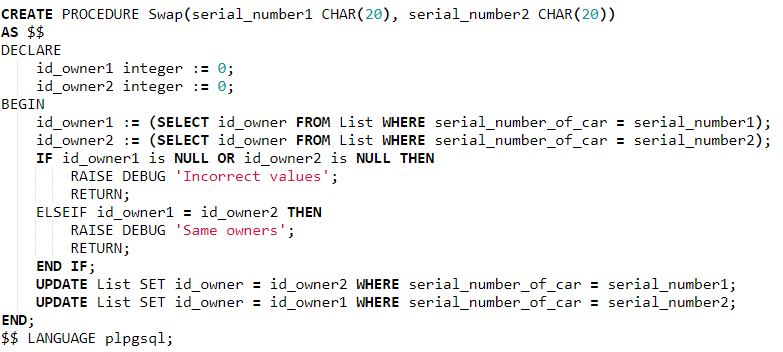 CREATE PROCEDURE Swap(serial_number1 CHAR(20), serial_number2 CHAR(20))
AS $$
DECLARE
    id_owner1 integer := 0;
    id_owner2 integer := 0;
BEGIN
    id_owner1 := (SELECT id_owner FROM List WHERE serial_number_of_car = serial_number1);
    id_owner2 := (SELECT id_owner FROM List WHERE serial_number_of_car = serial_number2);
    IF id_owner1 is NULL OR id_owner2 is NULL THEN
        RAISE DEBUG 'Incorrect values';
        RETURN;
    ELSEIF id_owner1 = id_owner2 THEN
        RAISE DEBUG 'Same owners';
        RETURN;
    END IF;
    UPDATE List SET id_owner = id_owner2 WHERE serial_number_of_car = serial_number1;
    UPDATE List SET id_owner = id_owner1 WHERE serial_number_of_car = serial_number2;
END;
$$ LANGUAGE plpgsql;